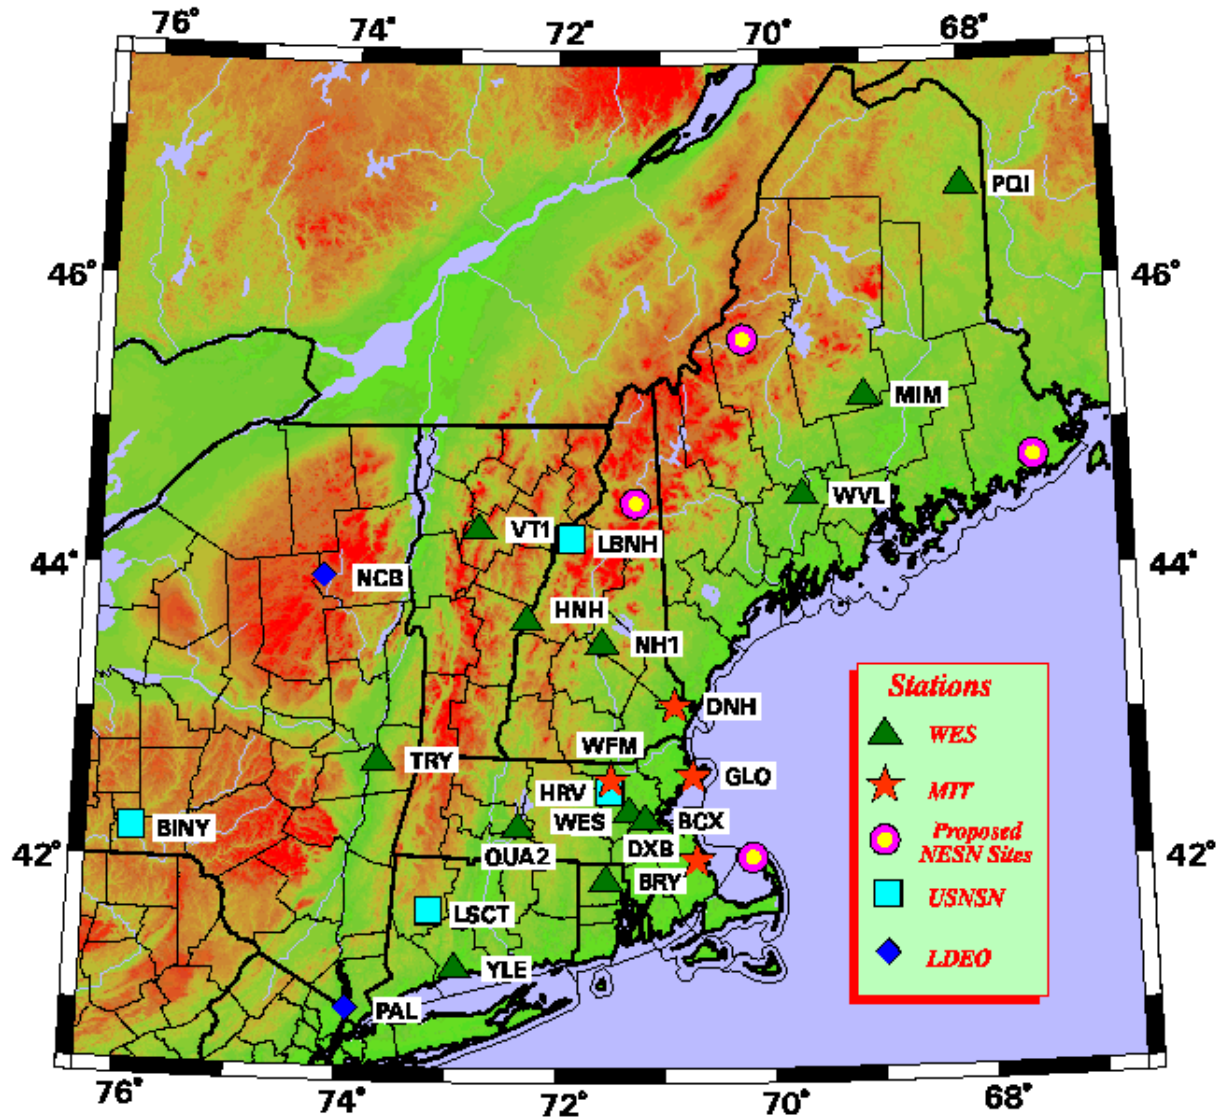 76° 74° 72° 70° 68°
PQI
46° 46°
MIM
WVL
VT1
LBNH
44° 44°
NCB
HNH
NH1
Stations
DNH
WES
WFM
TRY
GLO
MIT
HRV
BINY
WES
BCX
Proposed
NESN Sites
42° 42°
QUA2
DXB
BRY
USNSN
LSCT
LDEO
YLE
PAL
76° 74° 72° 70° 68°